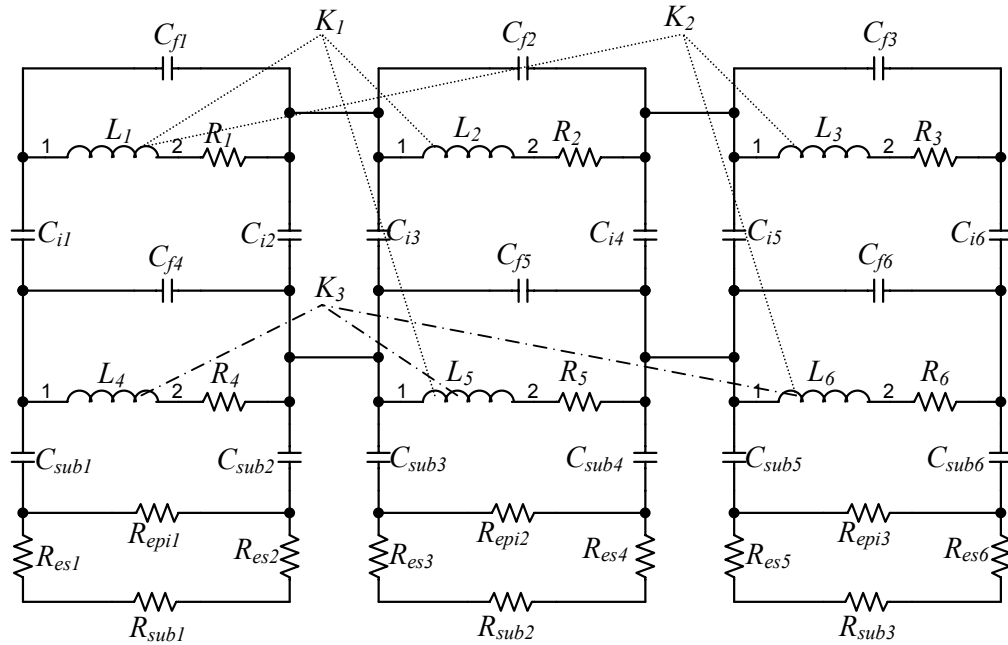 K1 K2
Cf1 Cf2 Cf3
1 L1 2 R1 1 L2 2 R2 1 L3 2 R3
Ci1 Ci2 Ci3 Ci4 Ci5 Ci6
Cf4 Cf5 Cf6
K3
1 L4 2 R4 1 L5 2 R5 1 L6 2 R6
Csub1 Csub2 Csub3 Csub4 Csub5 Csub6
Repi1 Repi2 Repi3
Res1 Res2 Res3 Res4 Res5 Res6
Rsub1 Rsub2 Rsub3